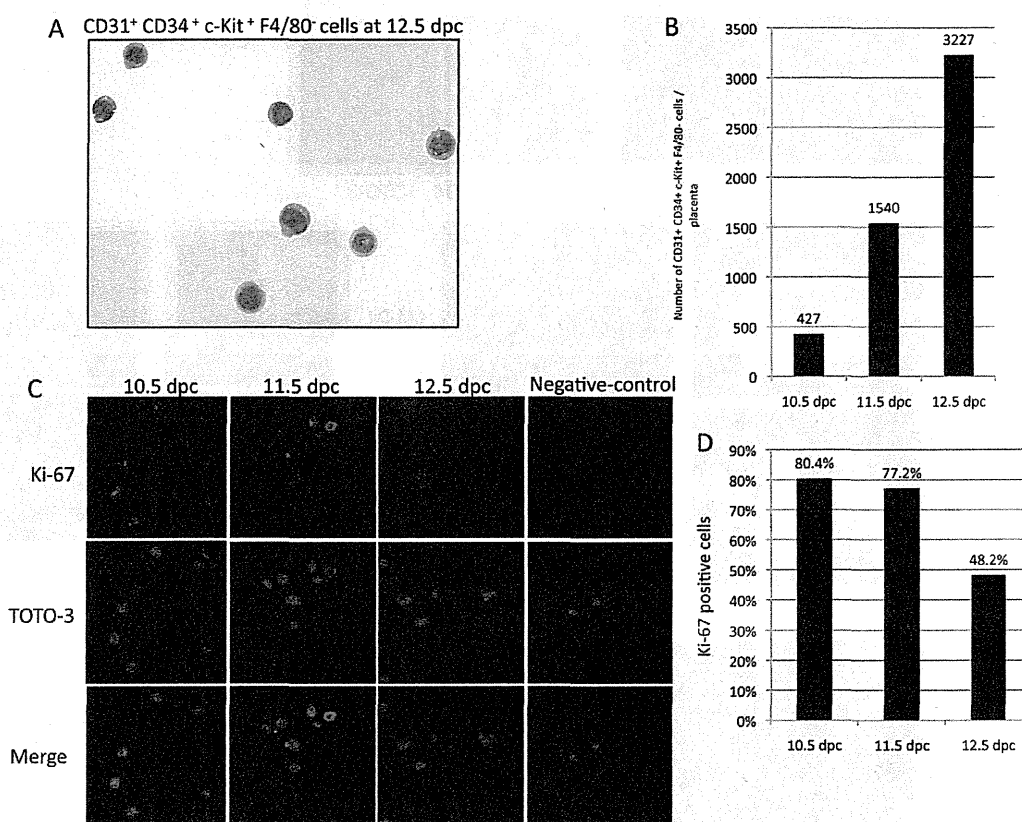 A
CD31⁺ CD34⁺ c-Kit⁺ F4/80⁻ cells at 12.5 dpc
B
Number of CD31+ CD34+ c-Kit+ F4/80- cells /
placenta
3500
3000
2500
2000
1500
1000
500
0
427
1540
3227
10.5 dpc
11.5 dpc
12.5 dpc
C
10.5 dpc
11.5 dpc
12.5 dpc
Negative-control
Ki-67
TOTO-3
Merge
D
Ki-67 positive cells
90%
80%
70%
60%
50%
40%
30%
20%
10%
0%
80.4%
77.2%
48.2%
10.5 dpc
11.5 dpc
12.5 dpc